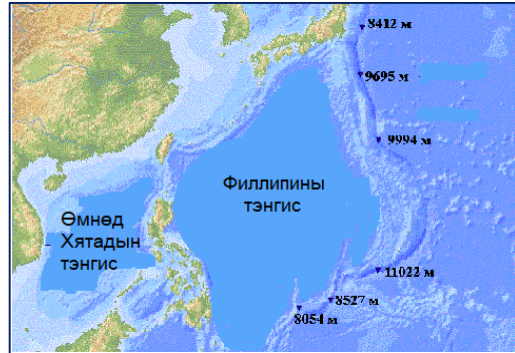 8412 м
9695 м
9994 м
Филлипины
тэнгис
Өмнөд
Хятадын
тэнгис
11022 м
8527 м
8054 м